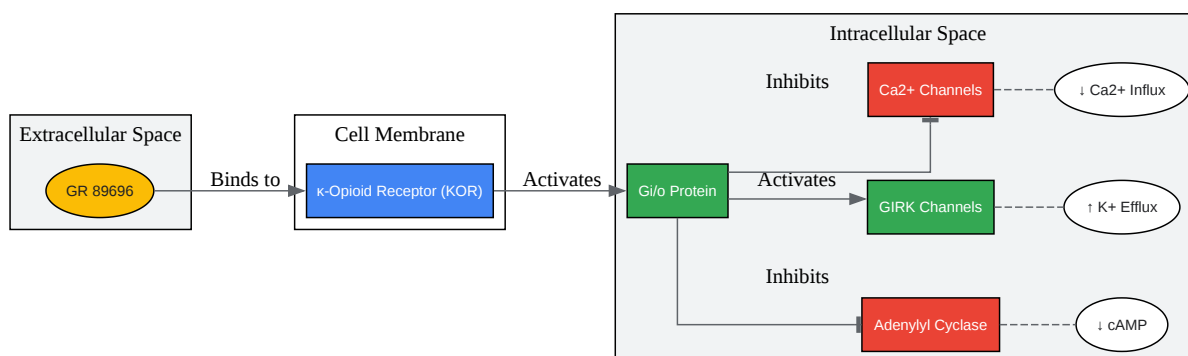 Extracellular Space
GR 89696
Binds to
Cell Membrane
κ-Opioid Receptor (KOR)
Activates
Intracellular Space
Gi/o Protein
Inhibits
Ca2+ Channels
↓ Ca2+ Influx
Activates
GIRK Channels
↑ K+ Efflux
Inhibits
Adenylyl Cyclase
↓ cAMP